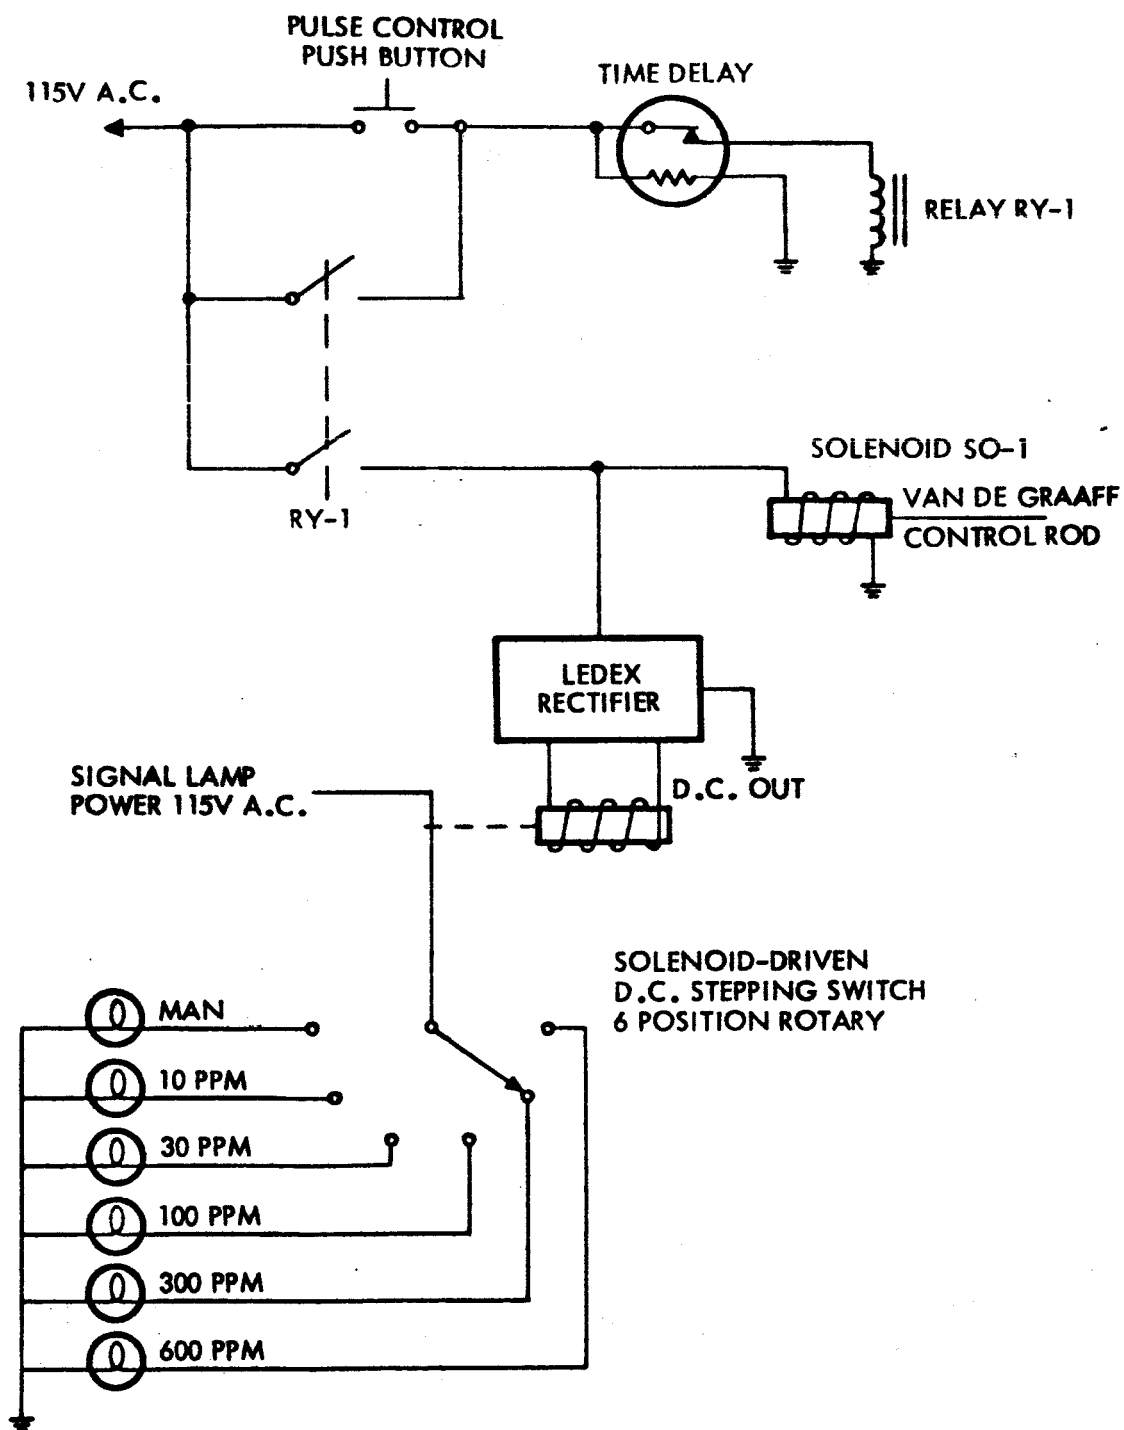 PULSE CONTROL
PUSH BUTTON
115V A.C.
TIME DELAY
RELAY RY-1
RY-1
SOLENOID SO-1
VAN DE GRAAFF
CONTROL ROD
LEDEX
RECTIFIER
D.C. OUT
SIGNAL LAMP
POWER 115V A.C.
SOLENOID-DRIVEN
D.C. STEPPING SWITCH
6 POSITION ROTARY
MAN
10 PPM
30 PPM
100 PPM
300 PPM
600 PPM